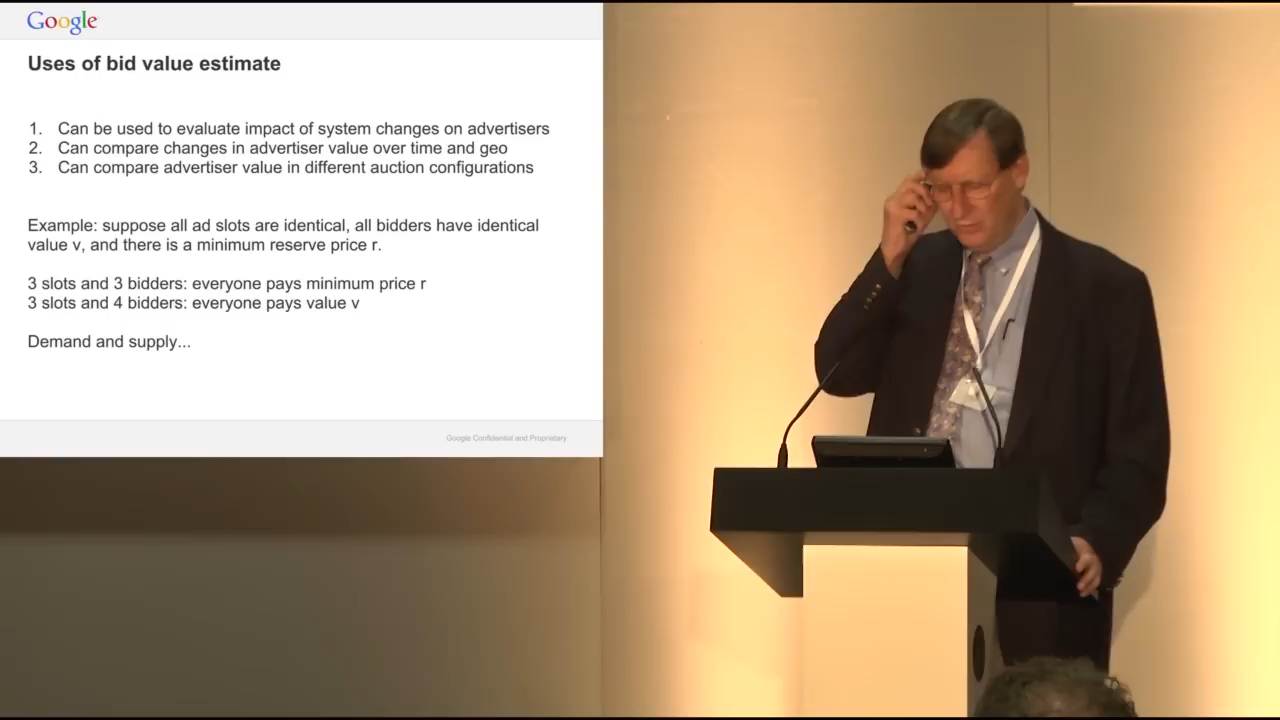 Google
Uses of bid value estimate
1. Can be used to evaluate impact of system changes on advertisers
2. Can compare changes in advertiser value over time and geo
3. Can compare advertiser value in different auction configurations
Example: suppose all ad slots are identical, all bidders have identical
value v, and there is a minimum reserve price r.
3 slots and 3 bidders: everyone pays minimum price r
3 slots and 4 bidders: everyone pays value v
Demand and supply...
Google Confidential and Proprietary